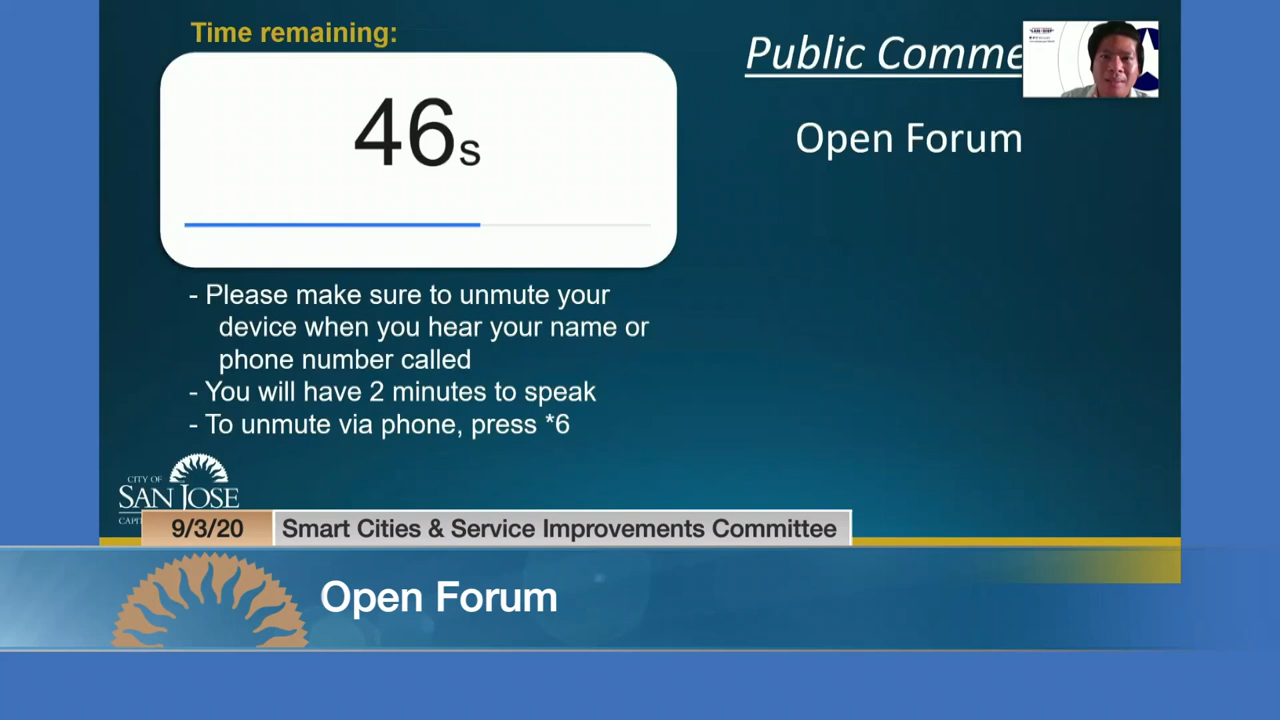 Time remaining:
46s
- Please make sure to unmute your
device when you hear your name or
phone number called
- You will have 2 minutes to speak
- To unmute via phone, press *6
Public Comme
Open Forum
CITY OF
SAN JOSE
9/3/20
Smart Cities & Service Improvements Committee
Open Forum